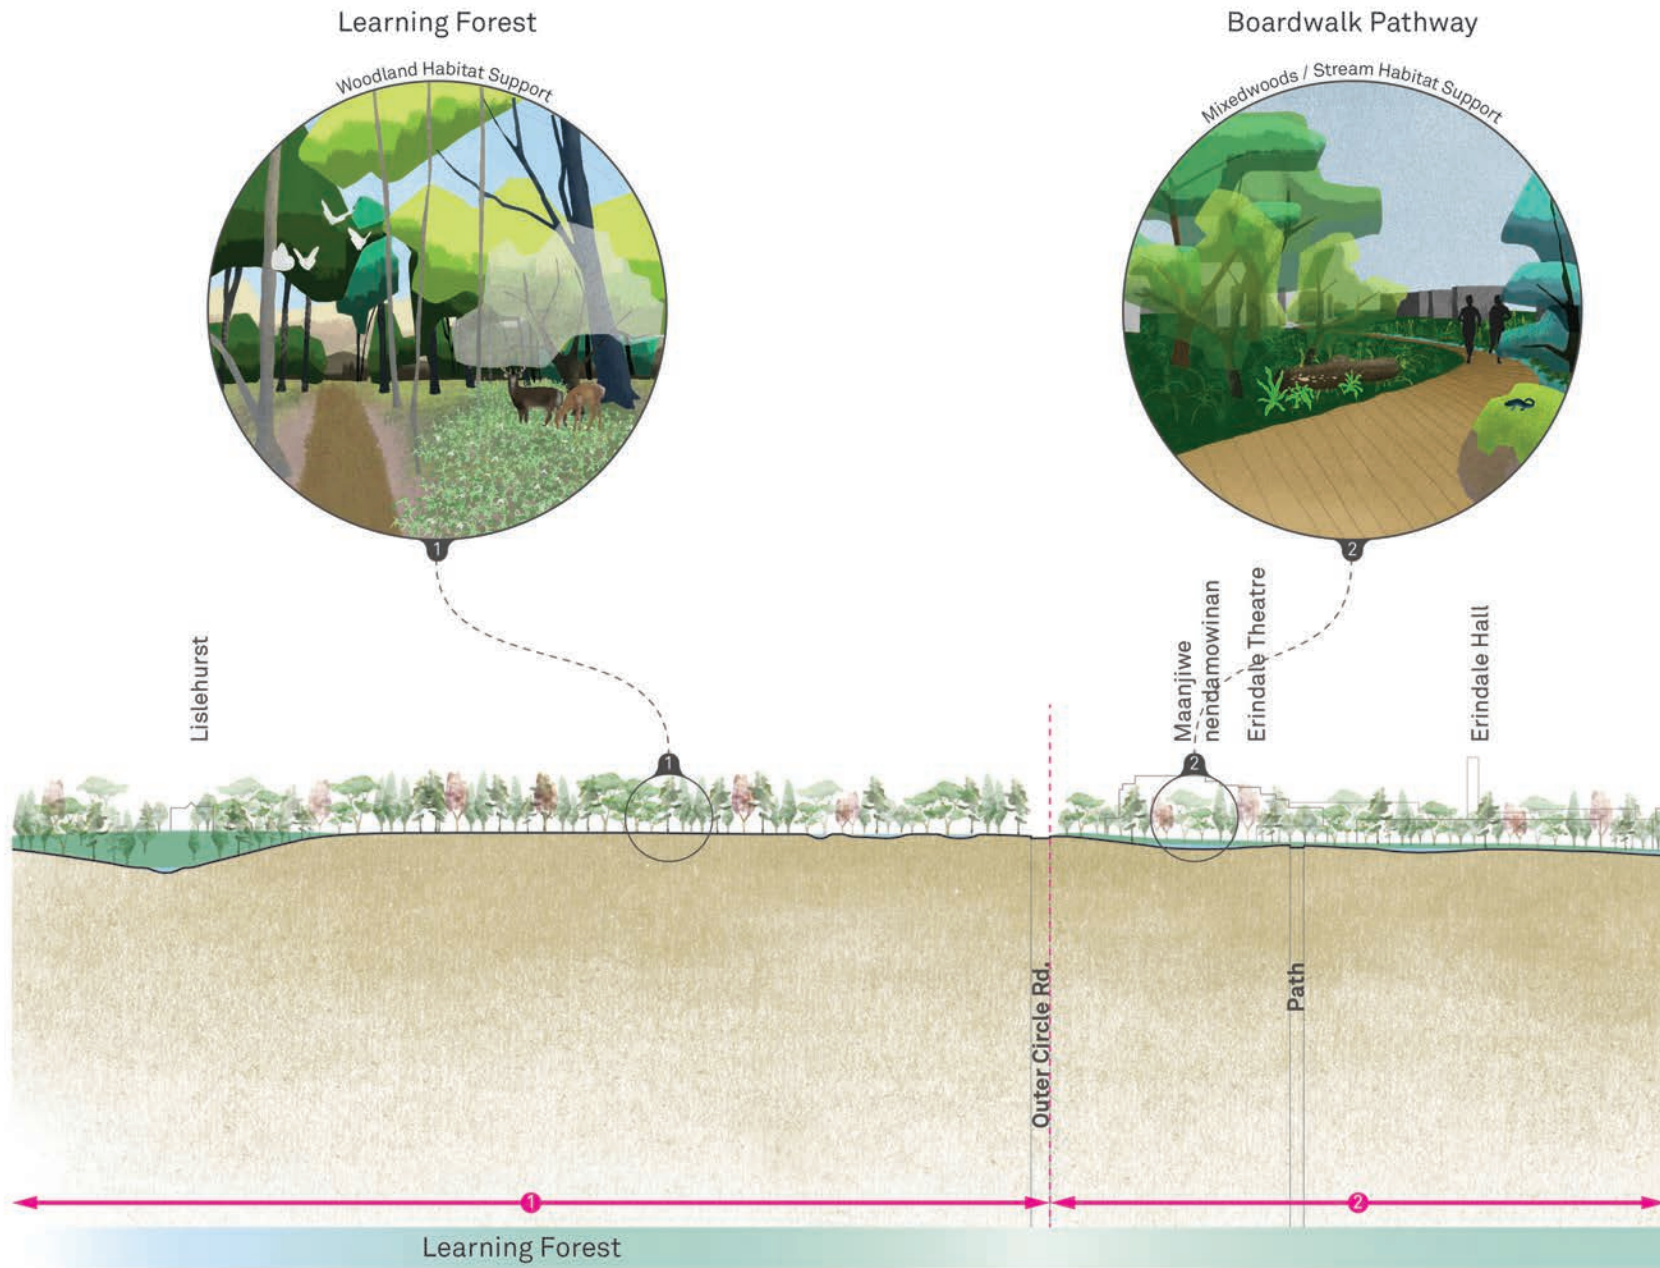 Learning Forest
Boardwalk Pathway
Woodland Habitat Support
Mixedwoods / Stream Habitat Support
1
2
Lislehurst
Maanjiwe
nendamowinan
Erindale Theatre
Erindale Hall
1
2
Outer Circle Rd.
Path
1
2
Learning Forest